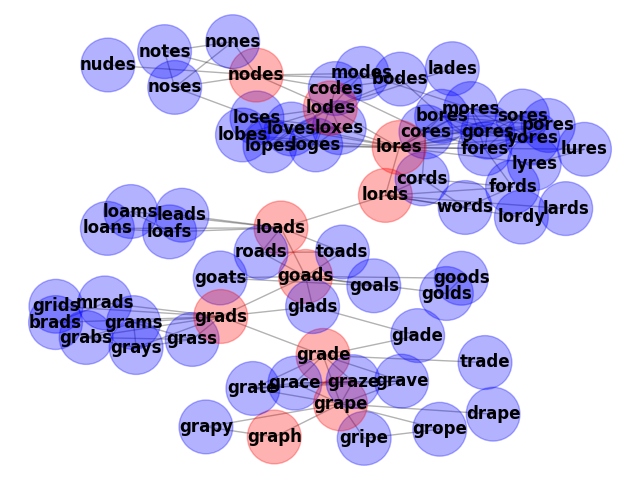 nones
notes
nudes
nodes
lades
modes
bodes
noses
codes
lodes
mores
loses
bores
sores
pores
loves
loxes
lobes
cores
gores
yores
lopes
loges
lores
fores
lures
lyres
cords
fords
lords
words
lards
lordy
loams
leads
loans
loafs
loads
roads
toads
goats
goads
goods
goals
golds
grids
mrads
glads
brads
grams
grads
grabs
grays
grass
glade
grade
trade
grate
grace
graze
grave
grape
drape
grapy
graph
gripe
grope